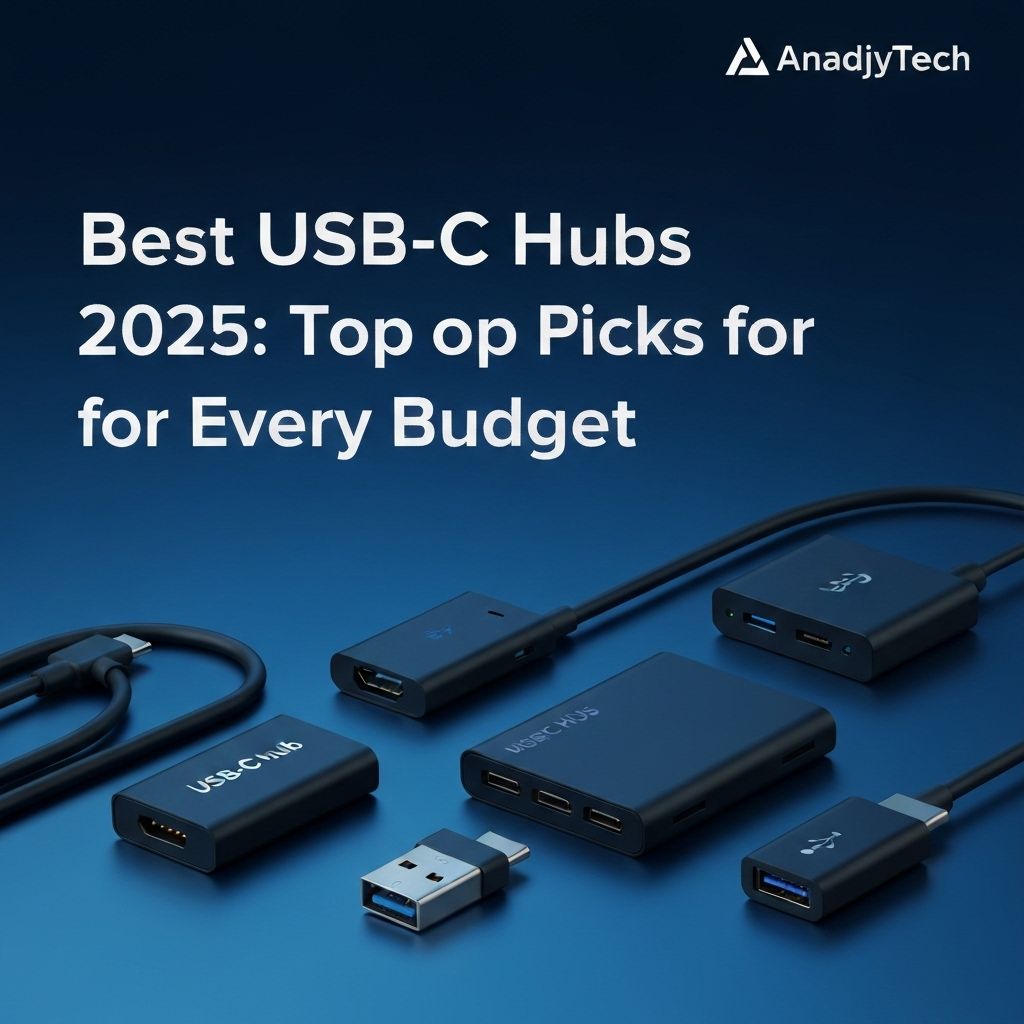 AnadjyTech
Best USB-C Hubs
2025: Top op Picks for
for Every Budget
USB-C Hub